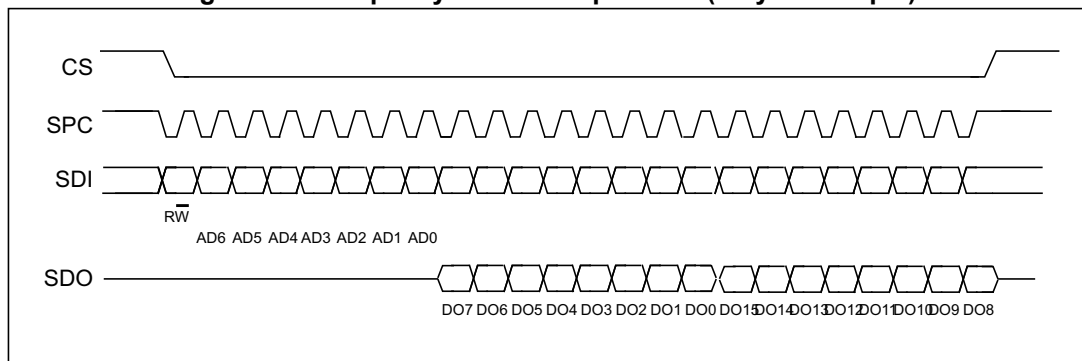 CS
SPC
SDI
RW
AD6 AD5 AD4 AD3 AD2 AD1 AD0
SDO
DO7 DO6 DO5 DO4 DO3 DO2 DO1 DO0 DO15 DO14 DO13 DO12 DO11 DO10 DO9 DO8